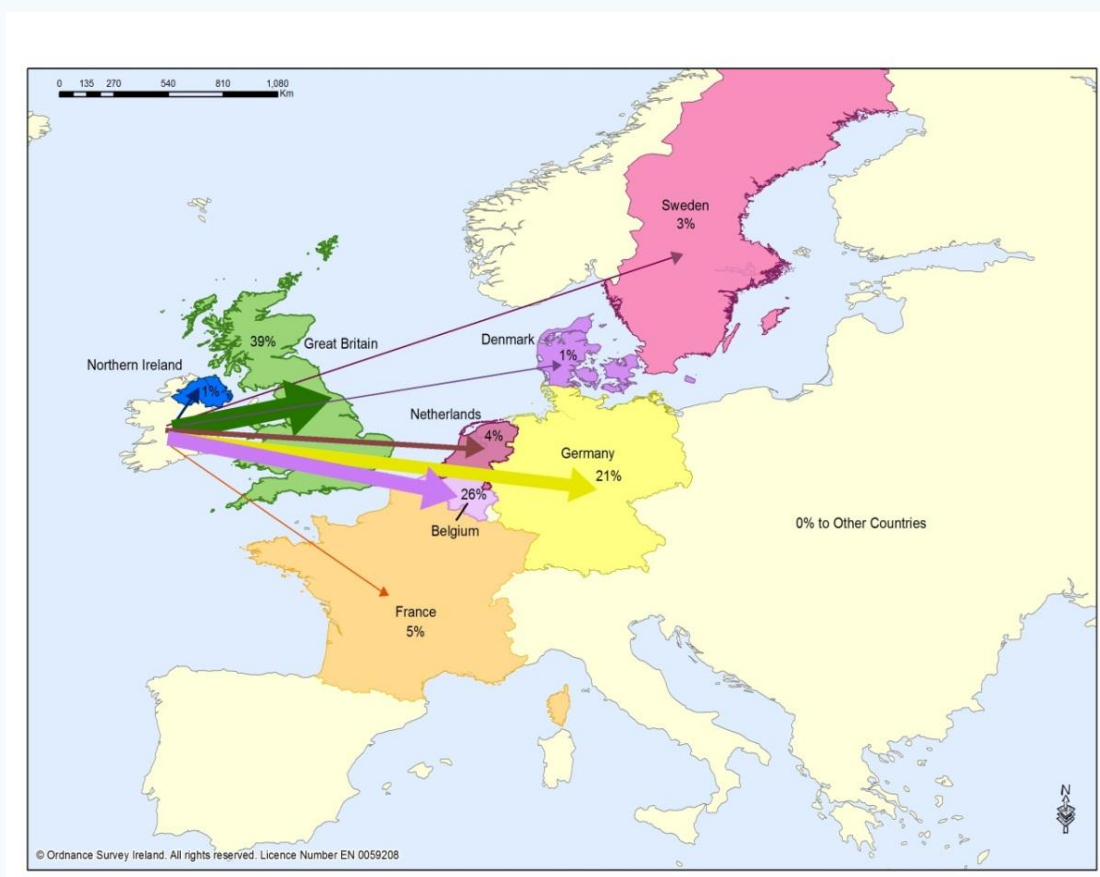 0 135 270 540 810 1,080
Km
Sweden
3%
39%
Great Britain
Denmark
1%
Northern Ireland
1%
Netherlands
4%
Germany
21%
26%
Belgium
0% to Other Countries
France
5%
N
© Ordnance Survey Ireland. All rights reserved. Licence Number EN 0059208